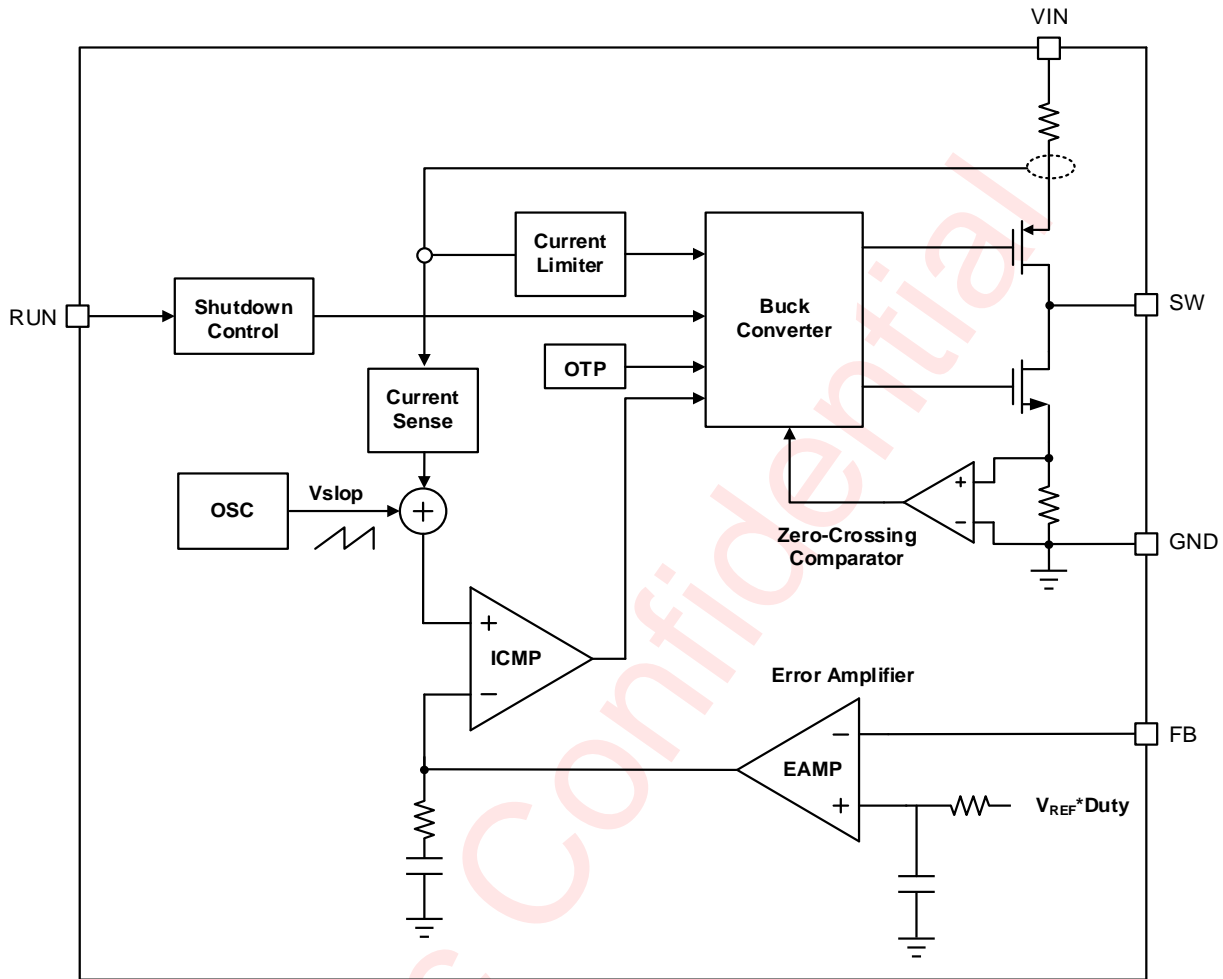 VIN
Current
Limiter
RUN
Shutdown
Control
Buck
Converter
SW
OTP
Current
Sense
OSC
Vslop
Zero-Crossing
Comparator
GND
ICMP
Error Amplifier
FB
EAMP
VREF*Duty
Confidential